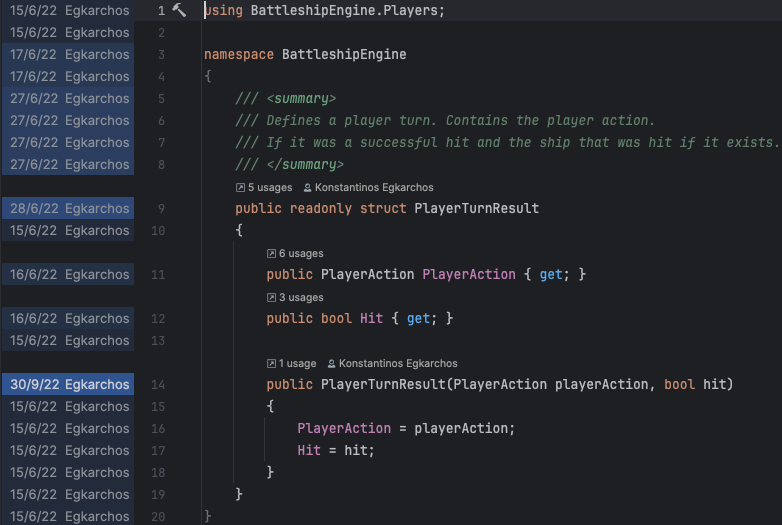 15/6/22 Egkarchos 1 using BattleshipEngine.Players;
15/6/22 Egkarchos 2
17/6/22 Egkarchos 3 namespace BattleshipEngine
17/6/22 Egkarchos 4 {
27/6/22 Egkarchos 5 /// <summary>
27/6/22 Egkarchos 6 /// Defines a player turn. Contains the player action.
27/6/22 Egkarchos 7 /// If it was a successful hit and the ship that was hit if it exists.
27/6/22 Egkarchos 8 /// </summary>
5 usages Konstantinos Egkarchos
28/6/22 Egkarchos 9 public readonly struct PlayerTurnResult
15/6/22 Egkarchos 10 {
6 usages
16/6/22 Egkarchos 11 public PlayerAction PlayerAction { get; }
3 usages
16/6/22 Egkarchos 12 public bool Hit { get; }
15/6/22 Egkarchos 13
1 usage Konstantinos Egkarchos
30/9/22 Egkarchos 14 public PlayerTurnResult(PlayerAction playerAction, bool hit)
15/6/22 Egkarchos 15 {
15/6/22 Egkarchos 16 PlayerAction = playerAction;
15/6/22 Egkarchos 17 Hit = hit;
15/6/22 Egkarchos 18 }
15/6/22 Egkarchos 19 }
15/6/22 Egkarchos 20 }